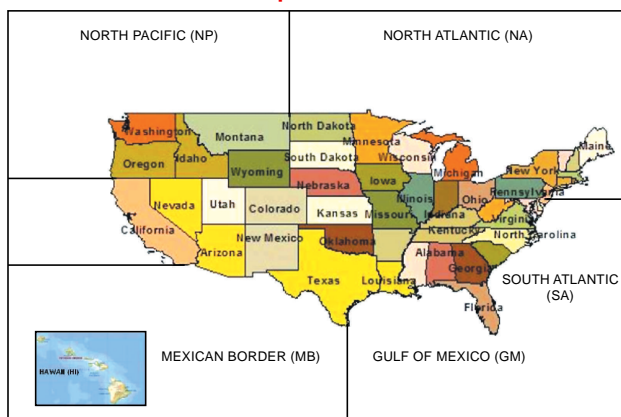 NORTH PACIFIC (NP)
NORTH ATLANTIC (NA)
Washington
Montana
North Dakota
Minnesota
Maine
Oregon
Idaho
South Dakota
Wisconsin
Michigan
New York
Wyoming
Nebraska
Iowa
Illinois
Ohio
Pennsylvania
Nevada
Utah
Colorado
Kansas
Missouri
Indiana
Virginia
Kentucky
California
North Carolina
Arizona
New Mexico
Oklahoma
Alabama
Georgia
Texas
Louisiana
Florida
SOUTH ATLANTIC
(SA)
HAWAII (HI)
MEXICAN BORDER (MB)
GULF OF MEXICO (GM)